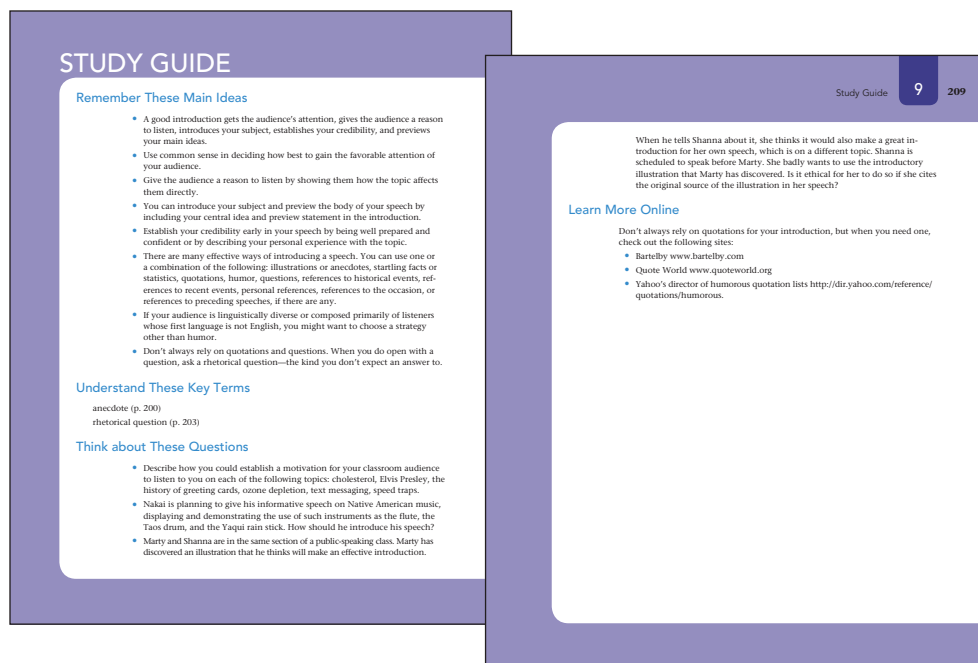 STUDY GUIDE
Remember These Main Ideas
• A good introduction gets the audience's attention, gives the audience a reason
to listen, introduces your subject, establishes your credibility, and previews
your main ideas.
• Use common sense in deciding how best to gain the favorable attention of
your audience.
• Give the audience a reason to listen by showing them how the topic affects
them directly.
• You can introduce your subject and preview the body of your speech by
including your central idea and preview statement in the introduction.
• Establish your credibility early in your speech by being well prepared and
confident or by describing your personal experience with the topic.
• There are many effective ways of introducing a speech. You can use one or
a combination of the following: illustrations or anecdotes, startling facts or
statistics, quotations, humor, questions, references to historical events, ref-
erences to recent events, personal references, references to the occasion, or
references to preceding speeches, if there are any.
• If your audience is linguistically diverse or composed primarily of listeners
whose first language is not English, you might want to choose a strategy
other than humor.
• Don't always rely on quotations and questions. When you do open with a
question, ask a rhetorical question—the kind you don't expect an answer to.
Understand These Key Terms
anecdote (p. 200)
rhetorical question (p. 203)
Think about These Questions
• Describe how you could establish a motivation for your classroom audience
to listen to you on each of the following topics: cholesterol, Elvis Presley, the
history of greeting cards, ozone depletion, text messaging, speed traps.
• Nakai is planning to give his informative speech on Native American music,
displaying and demonstrating the use of such instruments as the flute, the
Taos drum, and the Yaqui rain stick. How should he introduce his speech?
• Marty and Shanna are in the same section of a public-speaking class. Marty has
discovered an illustration that he thinks will make an effective introduction.
Study Guide 9 209
When he tells Shanna about it, she thinks it would also make a great in-
troduction for her own speech, which is on a different topic. Shanna is
scheduled to speak before Marty. She badly wants to use the introductory
illustration that Marty has discovered. Is it ethical for her to do so if she cites
the original source of the illustration in her speech?
Learn More Online
Don't always rely on quotations for your introduction, but when you need one,
check out the following sites:
• Bartelby www.bartelby.com
• Quote World www.quoteworld.org
• Yahoo's director of humorous quotation lists http://dir.yahoo.com/reference/
quotations/humorous.